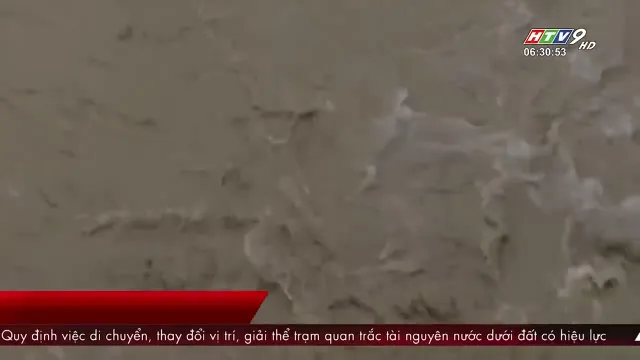 HTV9 HD
06:30:53
Quy định việc di chuyển, thay đổi vị trí, giải thể trạm quan trắc tài nguyên nước dưới đất có hiệu lực